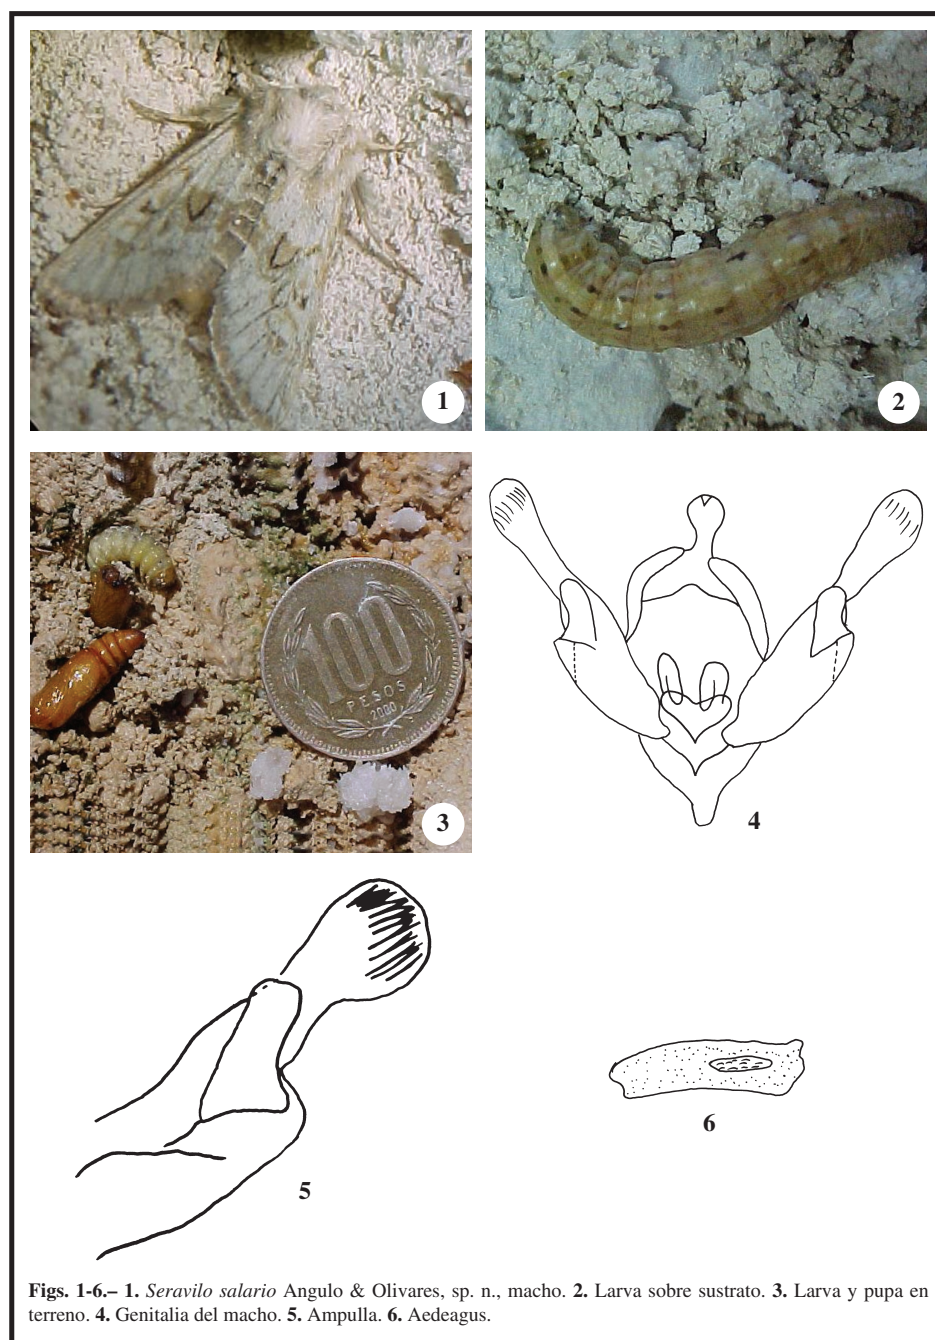 1
2
100
PESOS
2000
3
4
5
6
Figs. 1-6.– 1. Seravilo salario Angulo & Olivares, sp. n., macho. 2. Larva sobre sustrato. 3. Larva y pupa en
terreno. 4. Genitalia del macho. 5. Ampulla. 6. Aedeagus.